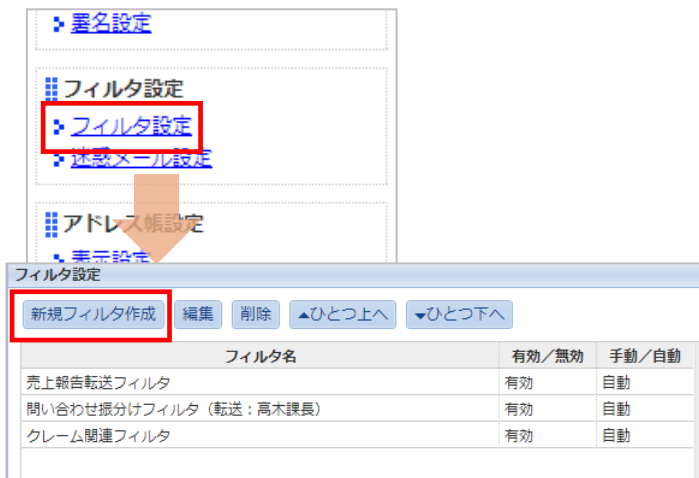 署名設定
フィルタ設定
フィルタ設定
迷惑メール設定
アドレス帳設定
表示設定
フィルタ設定
新規フィルタ作成 編集 削除 ▲ひとつ上へ ▼ひとつ下へ
フィルタ名 有効／無効 手動／自動
売上報告転送フィルタ 有効 自動
問い合わせ振分けフィルタ（転送：高木課長） 有効 自動
クレーム関連フィルタ 有効 自動